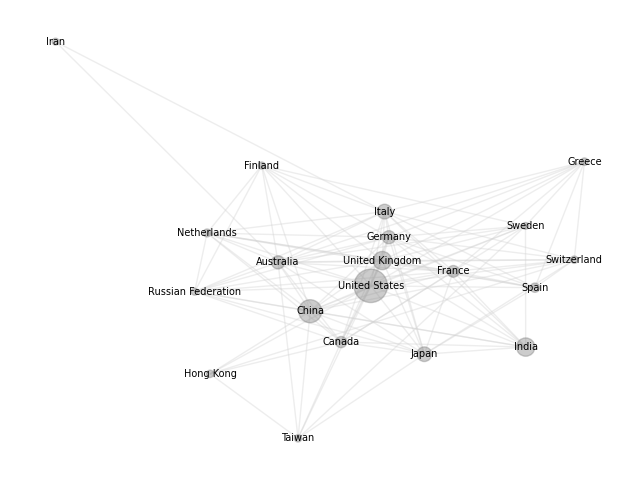 Iran
Greece
Finland
Italy
Sweden
Netherlands
Germany
Australia
United Kingdom
Switzerland
France
United States
Spain
Russian Federation
China
Canada
India
Japan
Hong Kong
Taiwan